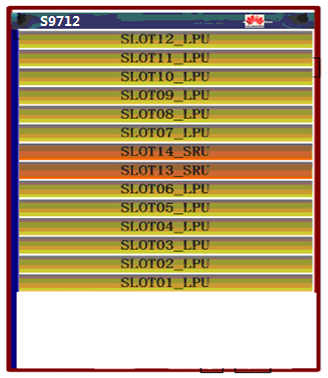 S9712
SLOT12_LPU
SLOT11_LPU
SLOT10_LPU
SLOT09_LPU
SLOT08_LPU
SLOT07_LPU
SLOT14_SRU
SLOT13_SRU
SLOT06_LPU
SLOT05_LPU
SLOT04_LPU
SLOT03_LPU
SLOT02_LPU
SLOT01_LPU